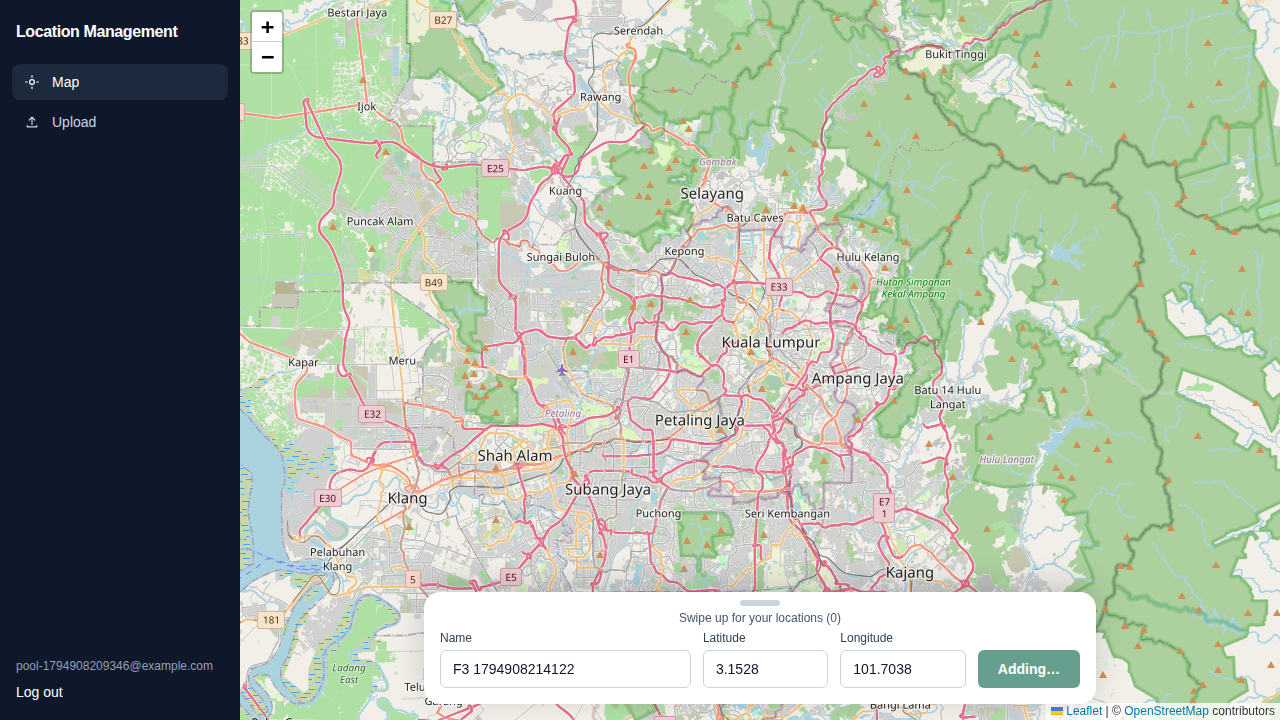 Location Management
Map
Upload
pool-1794908209346@example.com
Log out
+
−
Bestari Jaya
B27
Serendah
Bukit Tinggi
33
Ijok
Rawang
E25
Gombak
Kuang
Selayang
Puncak Alam
Batu Caves
Sungai Buloh
Kepong
Hulu Kelang
B49
E33
Hutan Simpanan
Kekal Ampang
Kuala Lumpur
Kapar
Meru
E1
Ampang Jaya
Batu 14 Hulu
Langat
E32
Petaling
Petaling Jaya
Shah Alam
Hulu Langat
Klang
E30
Subang Jaya
Puchong
Seri Kembangan
E7
1
Pelabuhan
Klang
5
E5
Kajang
181
Ladang
East
Swipe up for your locations (0)
Name
Latitude
Longitude
F3 1794908214122
3.1528
101.7038
Adding…
Leaflet | © OpenStreetMap contributors